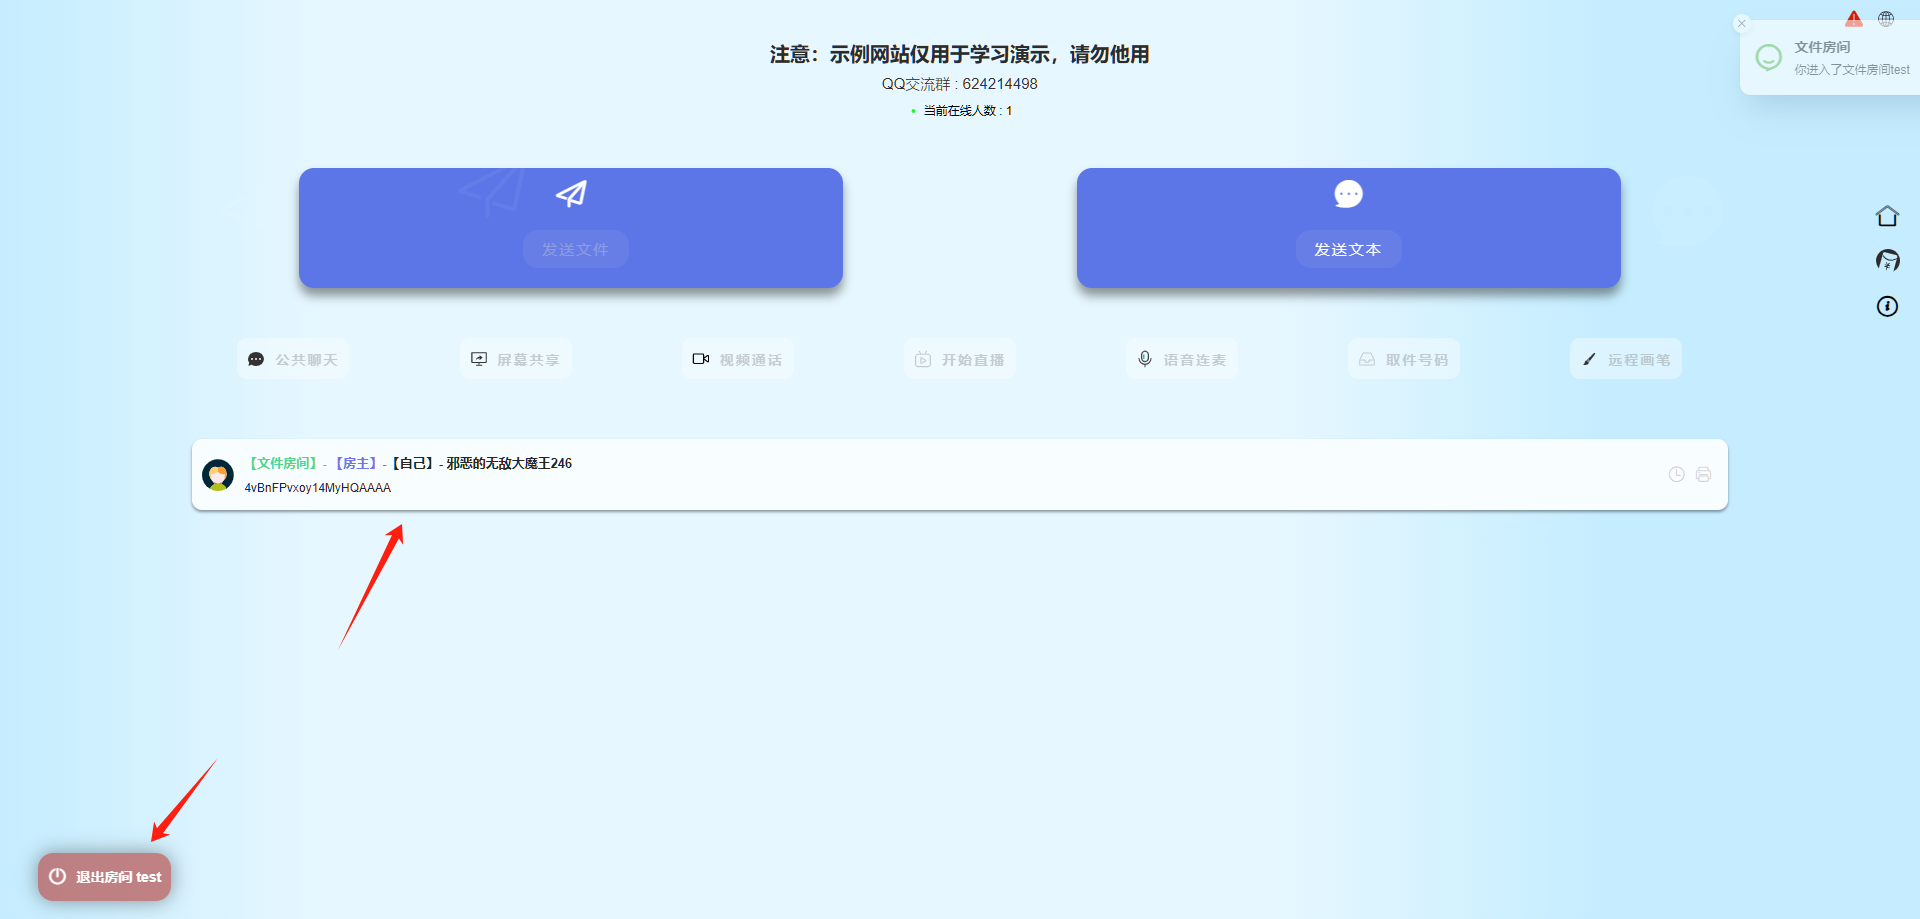 注意：示例网站仅用于学习演示，请勿他用
QQ交流群 : 624214498
当前在线人数 : 1
文件房间
你进入了文件房间test
发送文件
发送文本
公共聊天
屏幕共享
视频通话
开始直播
语音连麦
取件号码
远程画笔
【文件房间】-【房主】-【自己】- 邪恶的无敌大魔王246
4vBnFPvxoy14MyHQAAAA
退出房间 test